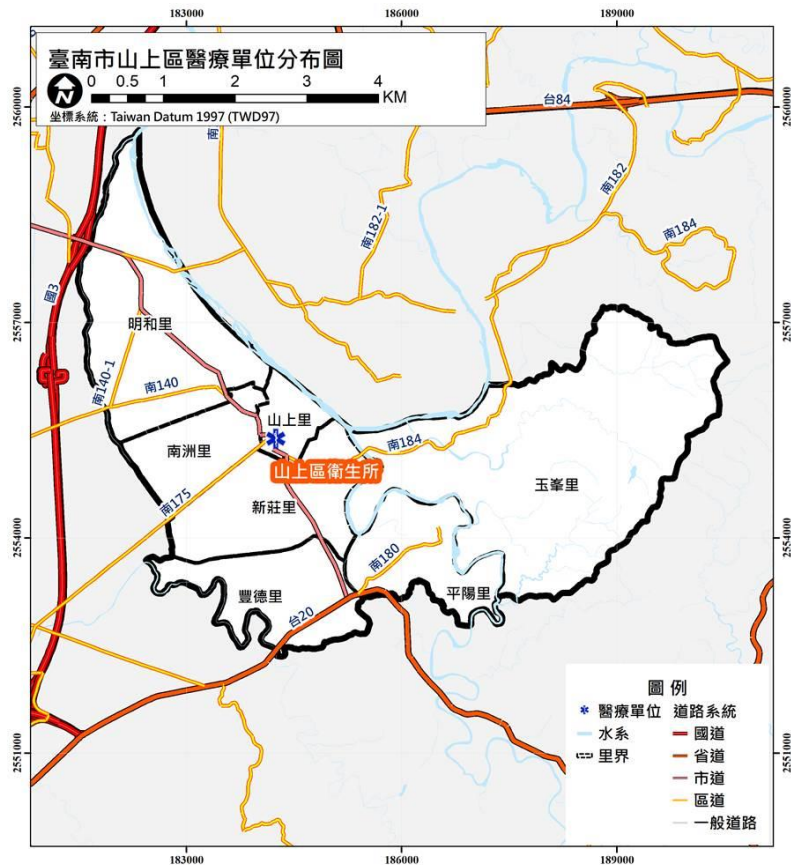 183000 186000 189000
臺南市山上區醫療單位分布圖
N
0 0.5 1 2 3 4
KM
坐標系統：Taiwan Datum 1997 (TWD97)
2560000
2560000
台84
南
南182
南182-1
南184
國3
2557000
2557000
明和里
南140-1
南140
山上里
南184
南洲里
山上區衛生所
玉峯里
南175
新莊里
2554000
2554000
南180
豐德里
平陽里
台20
圖例
醫療單位
水系
里界
道路系統
國道
省道
市道
區道
一般道路
2551000
2551000
183000 186000 189000